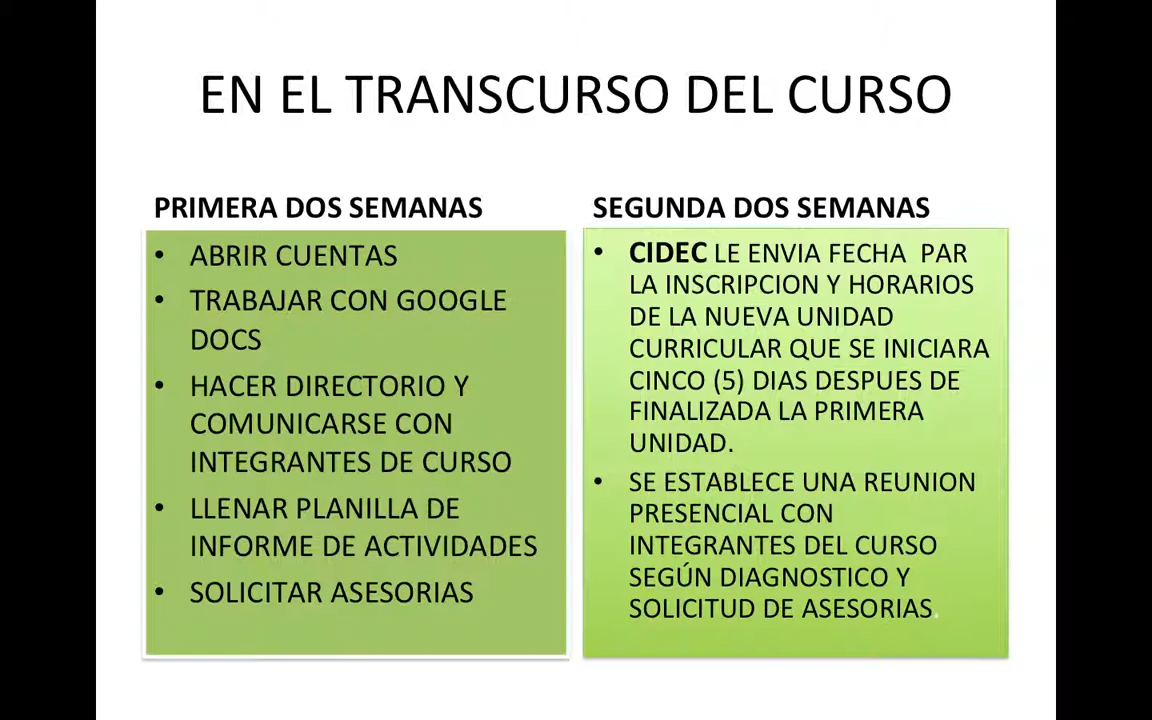 EN EL TRANSCURSO DEL CURSO
PRIMERA DOS SEMANAS
• ABRIR CUENTAS
• TRABAJAR CON GOOGLE
DOCS
• HACER DIRECTORIO Y
COMUNICARSE CON
INTEGRANTES DE CURSO
• LLENAR PLANILLA DE
INFORME DE ACTIVIDADES
• SOLICITAR ASESORIAS
SEGUNDA DOS SEMANAS
• CIDEC LE ENVIA FECHA PAR
LA INSCRIPCION Y HORARIOS
DE LA NUEVA UNIDAD
CURRICULAR QUE SE INICIARA
CINCO (5) DIAS DESPUES DE
FINALIZADA LA PRIMERA
UNIDAD.
• SE ESTABLECE UNA REUNION
PRESENCIAL CON
INTEGRANTES DEL CURSO
SEGÚN DIAGNOSTICO Y
SOLICITUD DE ASESORIAS.